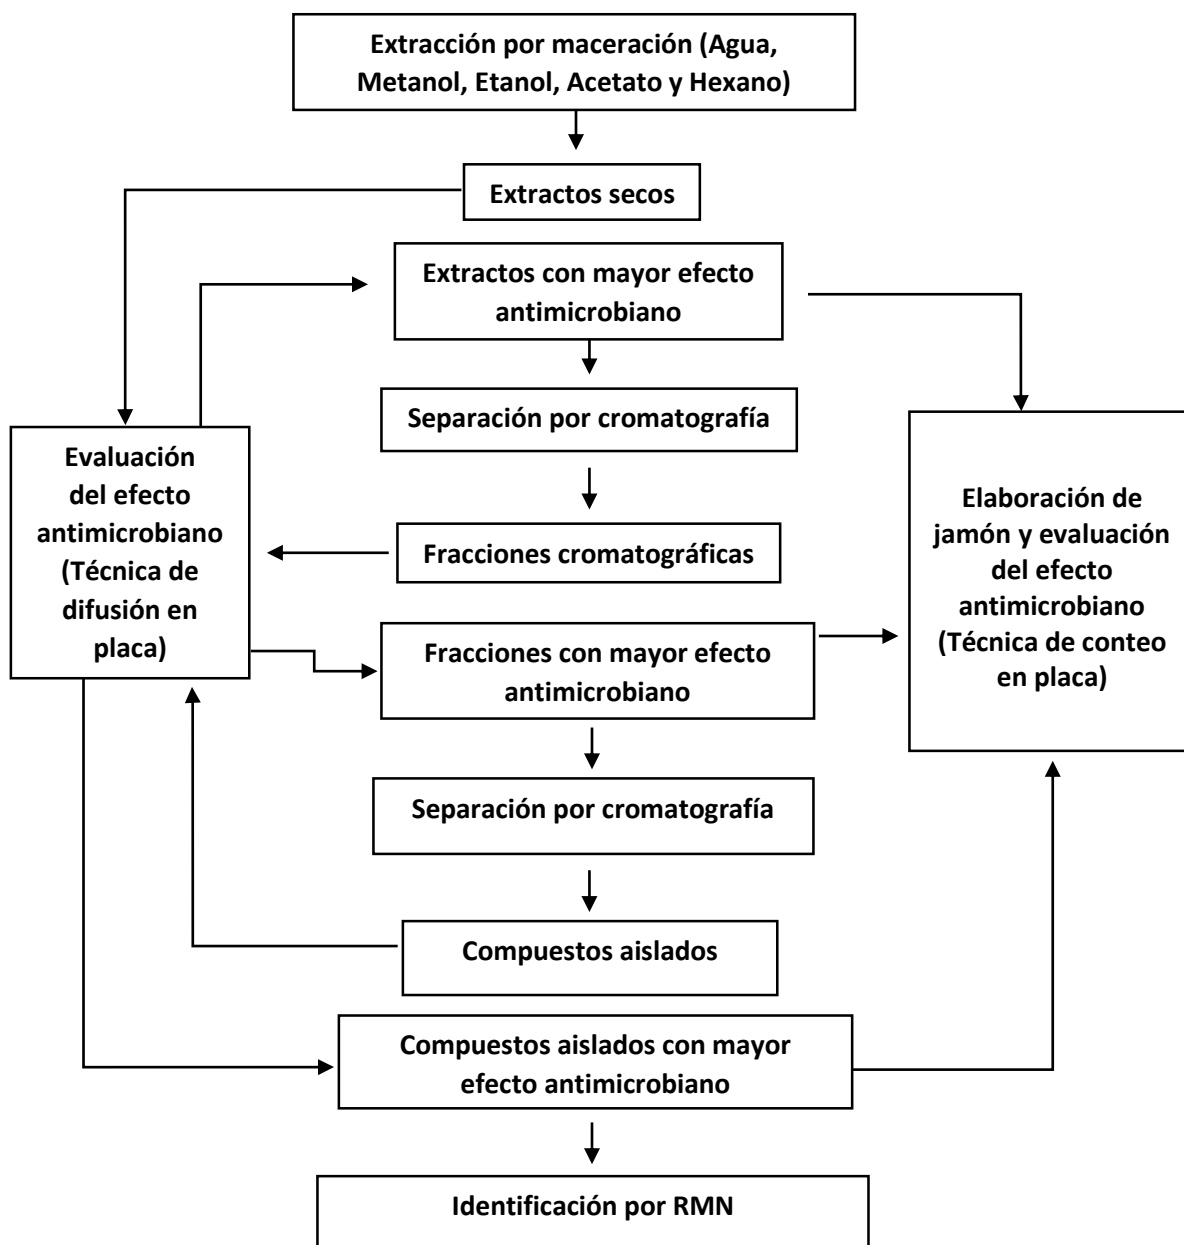 Extracción por maceración (Agua,
Metanol, Etanol, Acetato y Hexano)
Extractos secos
Extractos con mayor efecto
antimicrobiano
Separación por cromatografía
Evaluación
del efecto
antimicrobiano
(Técnica de
difusión en
placa)
Fracciones cromatográficas
Elaboración de
jamón y evaluación
del efecto
antimicrobiano
(Técnica de conteo
en placa)
Fracciones con mayor efecto
antimicrobiano
Separación por cromatografía
Compuestos aislados
Compuestos aislados con mayor
efecto antimicrobiano
Identificación por RMN